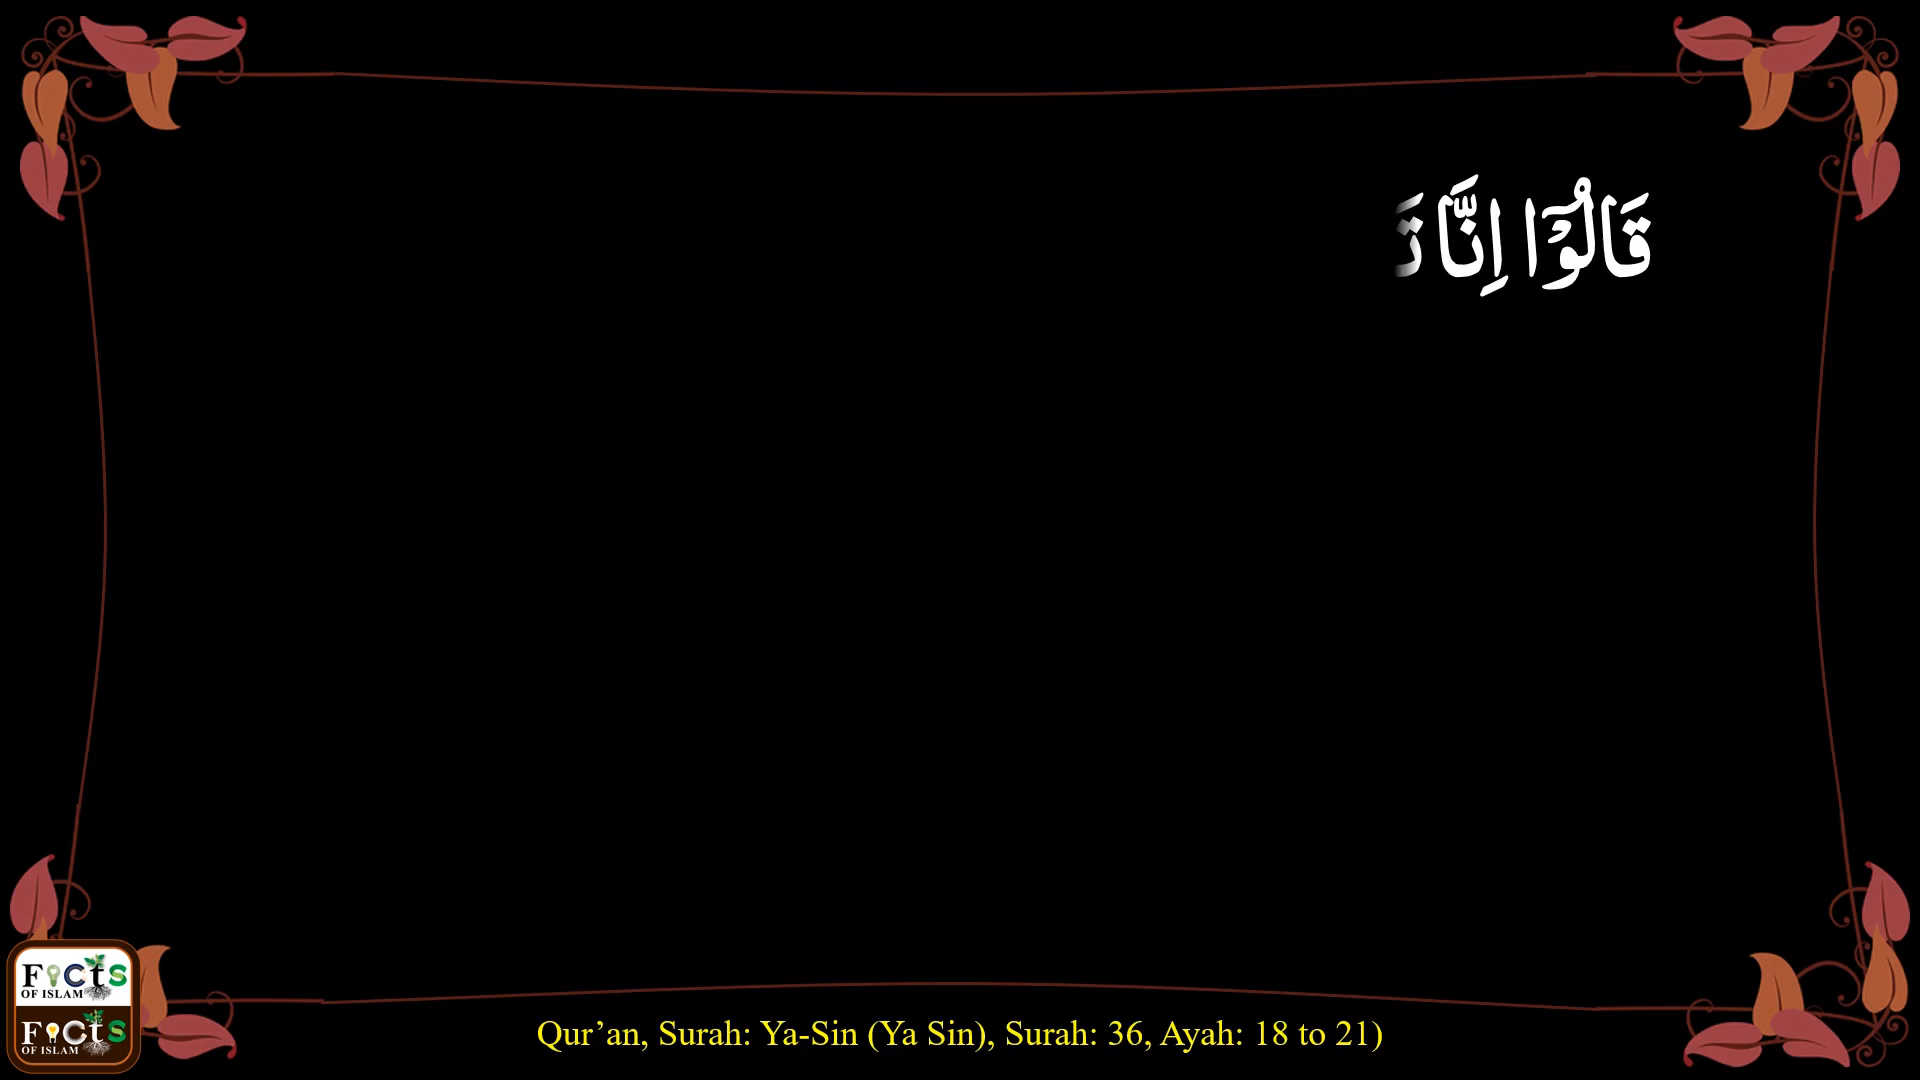 قَالُوْۤا اِنَّا
FACTS
OF ISLAM
FACTS
OF ISLAM
Qur’an, Surah: Ya-Sin (Ya Sin), Surah: 36, Ayah: 18 to 21)